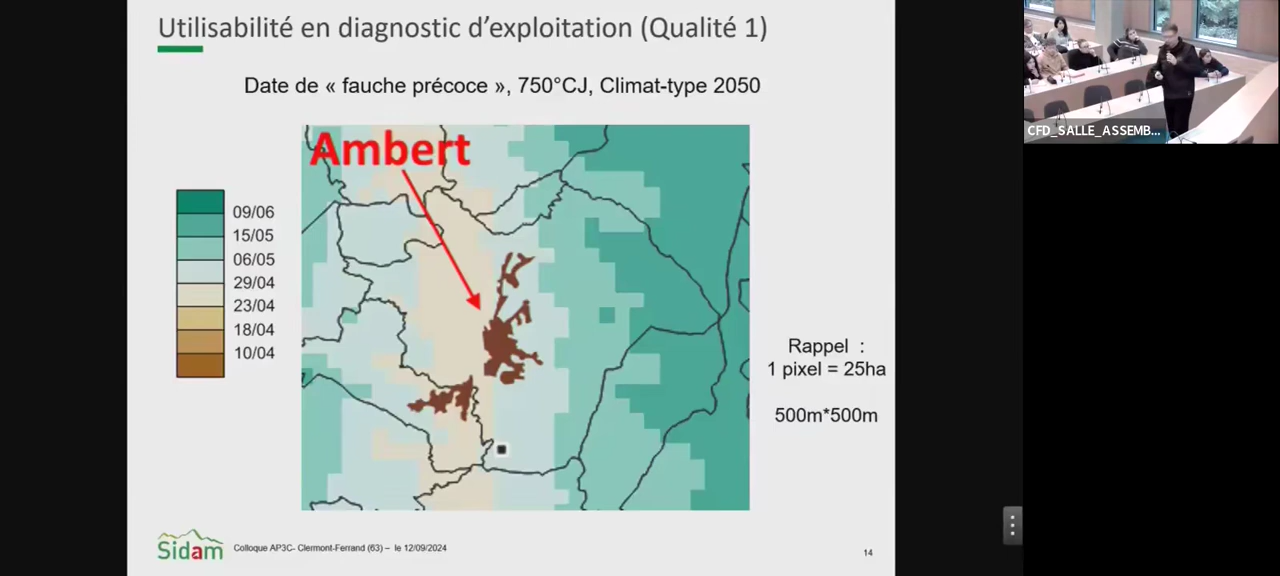 Utilisabilité en diagnostic d'exploitation (Qualité 1)
Date de « fauche précoce », 750°CJ, Climat-type 2050
Ambert
09/06
15/05
06/05
29/04
23/04
18/04
10/04
Rappel :
1 pixel = 25ha
500m*500m
Sidam
Colloque AP3C- Clermont-Ferrand (63) – le 12/09/2024
14
CFD_SALLE_ASSEMB...